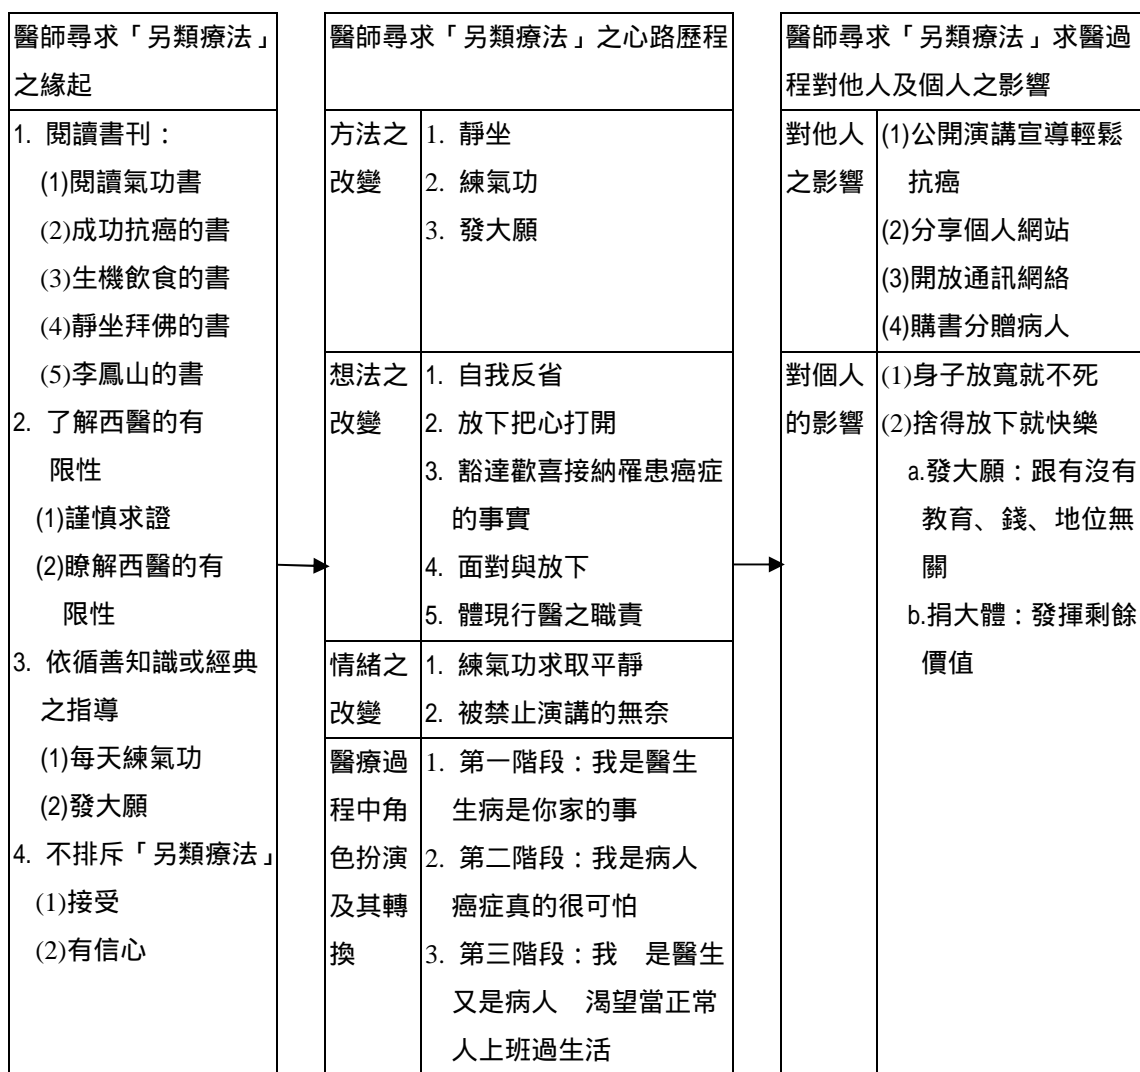 醫師尋求「另類療法」
之緣起
1. 閱讀書刊：
(1)閱讀氣功書
(2)成功抗癌的書
(3)生機飲食的書
(4)靜坐拜佛的書
(5)李鳳山的書
2. 了解西醫的有
限性
(1)謹慎求證
(2)瞭解西醫的有
限性
3. 依循善知識或經典
之指導
(1)每天練氣功
(2)發大願
4. 不排斥「另類療法」
(1)接受
(2)有信心
醫師尋求「另類療法」之心路歷程
方法之
改變
1. 靜坐
2. 練氣功
3. 發大願
想法之
改變
1. 自我反省
2. 放下把心打開
3. 豁達歡喜接納罹患癌症
的事實
4. 面對與放下
5. 體現行醫之職責
情緒之
改變
1. 練氣功求取平靜
2. 被禁止演講的無奈
醫療過
程中角
色扮演
及其轉
換
1. 第一階段：我是醫生
生病是你家的事
2. 第二階段：我是病人
癌症真的很可怕
3. 第三階段：我 是醫生
又是病人 渴望當正常
人上班過生活
醫師尋求「另類療法」求醫過
程對他人及個人之影響
對他人
之影響
(1)公開演講宣導輕鬆
抗癌
(2)分享個人網站
(3)開放通訊網絡
(4)購書分贈病人
對個人
的影響
(1)身子放寬就不死
(2)捨得放下就快樂
a.發大願：跟有沒有
教育、錢、地位無
關
b.捐大體：發揮剩餘
價值